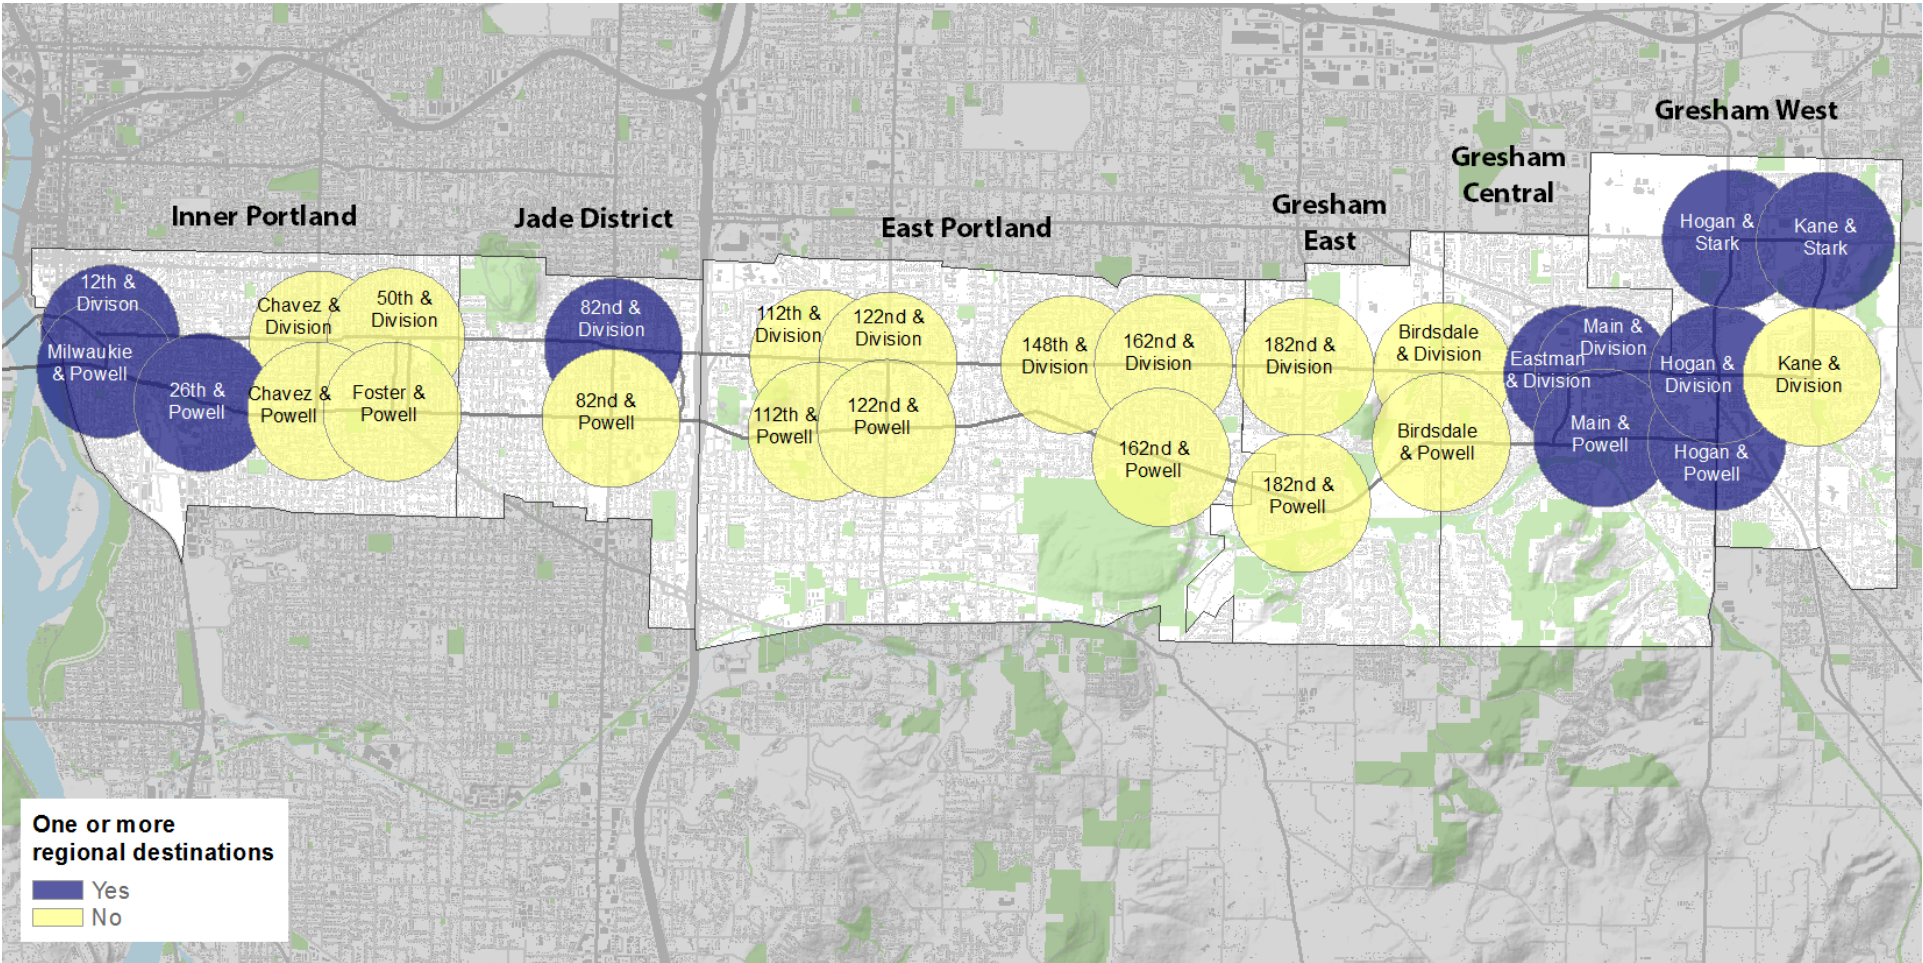 Gresham West
Gresham
Central
Gresham
East
Inner Portland
Jade District
East Portland
12th &
Divison
Milwaukie
& Powell
26th &
Powell
Chavez &
Division
50th &
Division
Chavez &
Powell
Foster &
Powell
82nd &
Division
82nd &
Powell
112th &
Division
122nd &
Division
112th &
Powell
122nd &
Powell
148th &
Division
162nd &
Division
162nd &
Powell
182nd &
Division
182nd &
Powell
Birdsdale
& Division
Birdsdale
& Powell
Eastman
& Division
Main &
Division
Main &
Powell
Hogan &
Stark
Kane &
Stark
Hogan &
Division
Kane &
Division
Hogan &
Powell
One or more
regional destinations
Yes
No